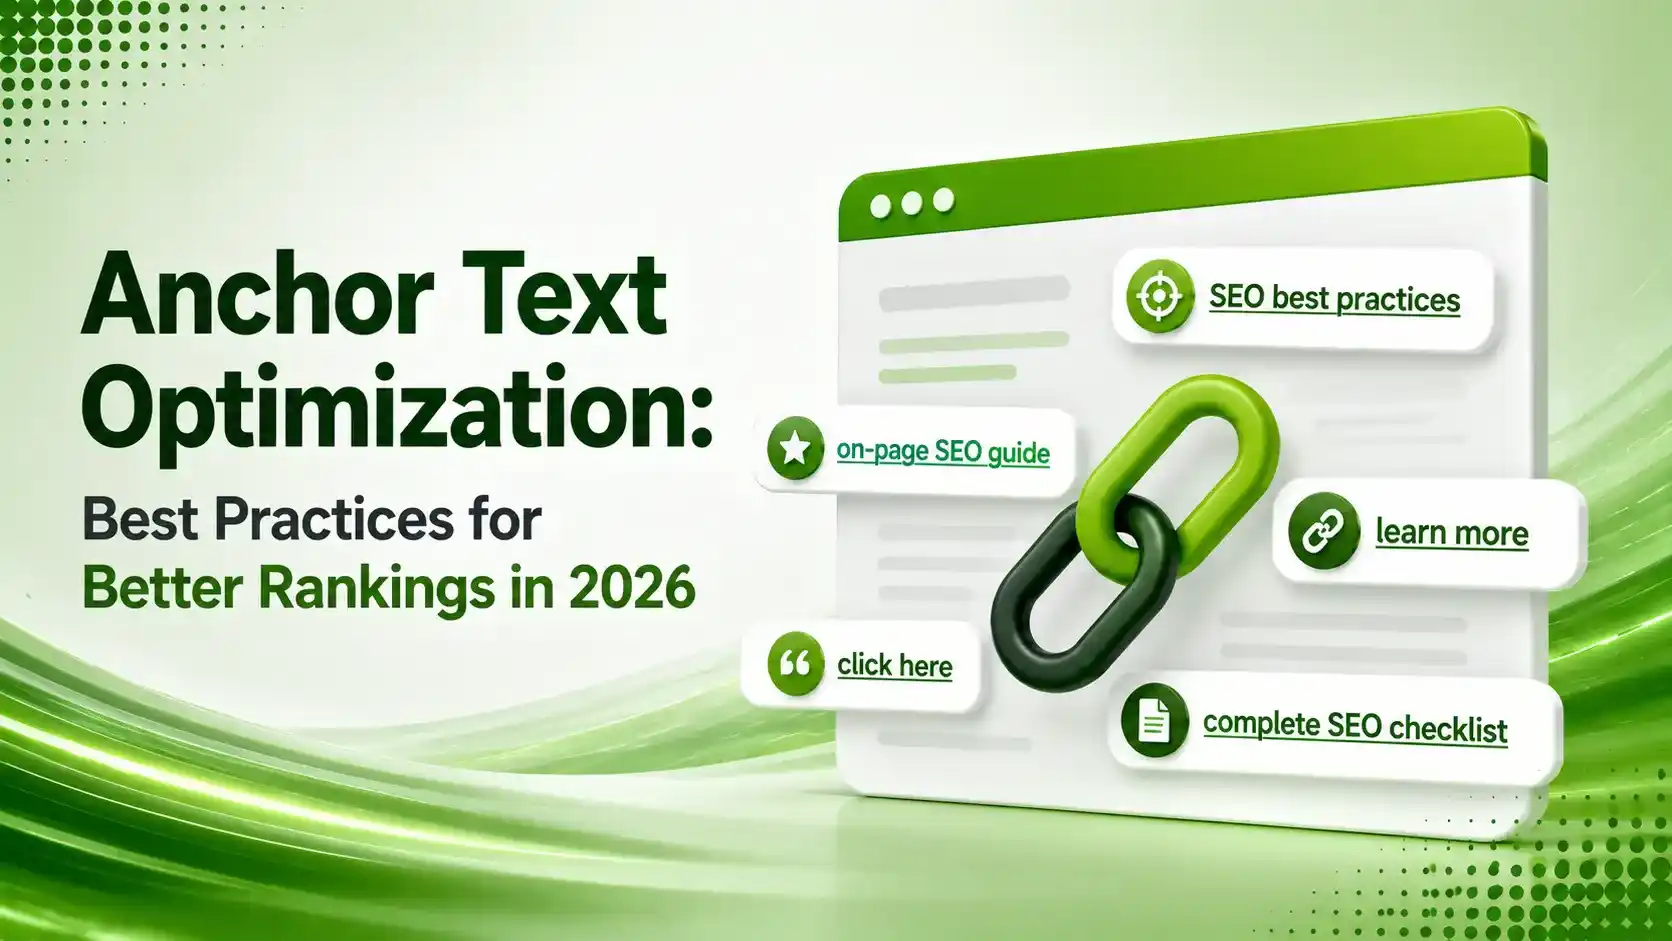 Anchor Text
Optimization:
Best Practices for
Better Rankings in 2026
SEO best practices
on-page SEO guide
learn more
click here
complete SEO checklist